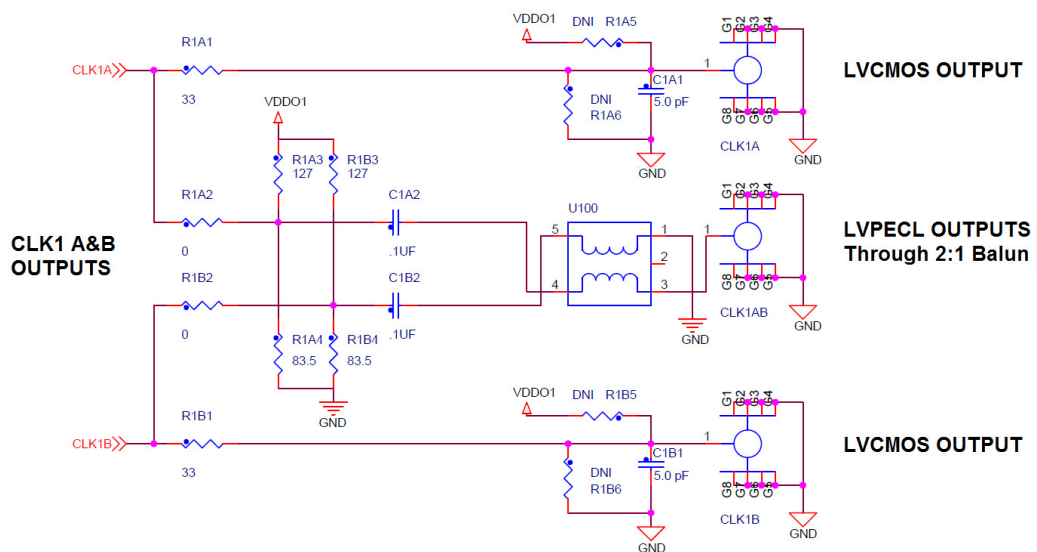 VDDO1
DNI R1A5
G1
G2
G3
G4
R1A1
CLK1A
1
LVCMOS OUTPUT
33
DNI
R1A6
C1A1
5.0 pF
G8
G7
G6
G5
CLK1A
GND
GND
VDDO1
R1A3
127
R1B3
127
R1A2
0
C1A2
.1UF
U100
5
1
2
4
3
G1
G2
G3
G4
1
LVPECL OUTPUTS
Through 2:1 Balun
G8
G7
G6
G5
CLK1AB
GND
GND
CLK1 A&B
OUTPUTS
R1B2
0
C1B2
.1UF
R1A4
83.5
R1B4
83.5
GND
VDDO1
DNI R1B5
G1
G2
G3
G4
R1B1
CLK1B
1
LVCMOS OUTPUT
33
DNI
R1B6
C1B1
5.0 pF
G8
G7
G6
G5
CLK1B
GND
GND